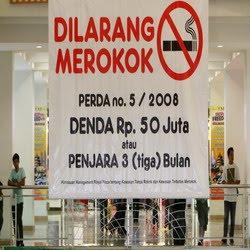 DILARANG
MEROKOK
PERDA no. 5 / 2008
DENDA Rp. 50 Juta
atau
PENJARA 3 (tiga) Bulan